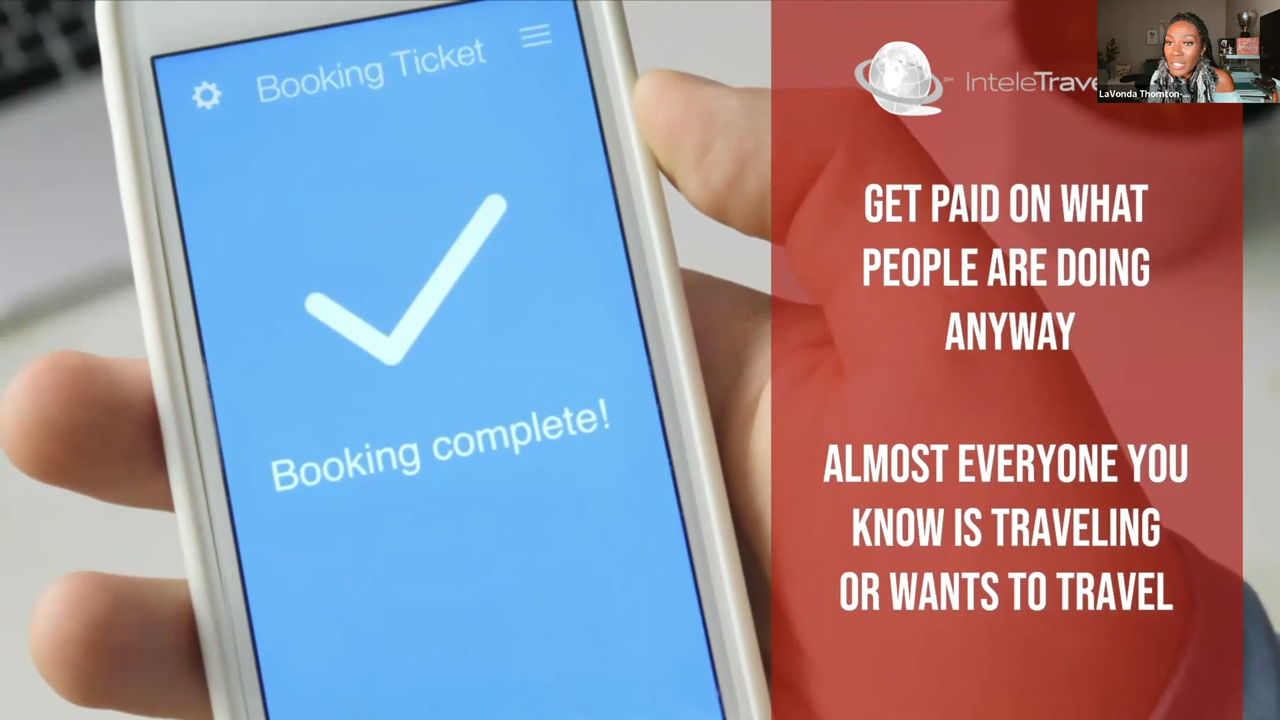 Booking Ticket
Booking complete!
SM
InteleTrave
LaVonda Thornton-...
GET PAID ON WHAT
PEOPLE ARE DOING
ANYWAY
ALMOST EVERYONE YOU
KNOW IS TRAVELING
OR WANTS TO TRAVEL